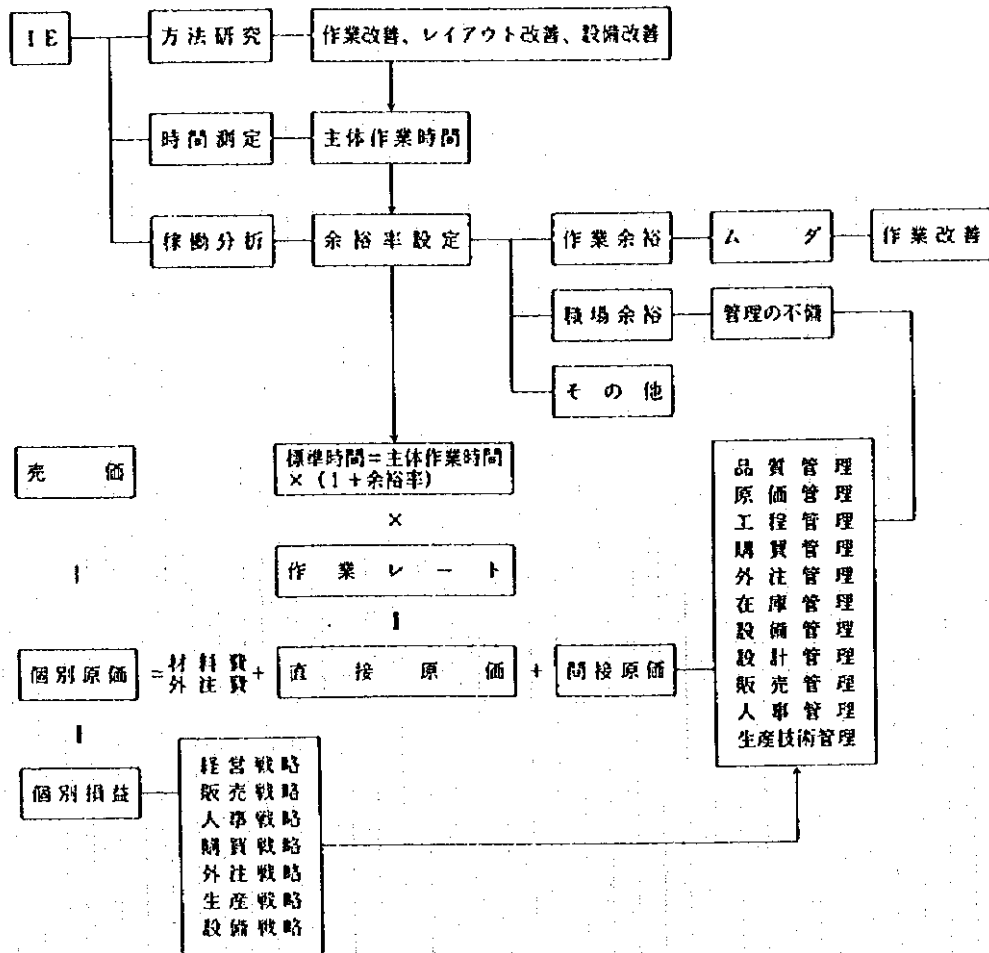 IE
方法研究
作業改善、レイアウト改善、設備改善
時間測定
主体作業時間
稼働分析
余裕率設定
作業余裕
ムダ
作業改善
職場余裕
管理の不備
その他
売価
標準時間=主体作業時間
×(1+余裕率)
×
作業レート
品質管理
原価管理
工程管理
購買管理
外注管理
在庫管理
設備管理
設計管理
販売管理
人事管理
生産技術管理
個別原価
=
材料費
外注費
+
直接原価
+
間接原価
個別損益
経営戦略
販売戦略
人事戦略
購買戦略
外注戦略
生産戦略
設備戦略